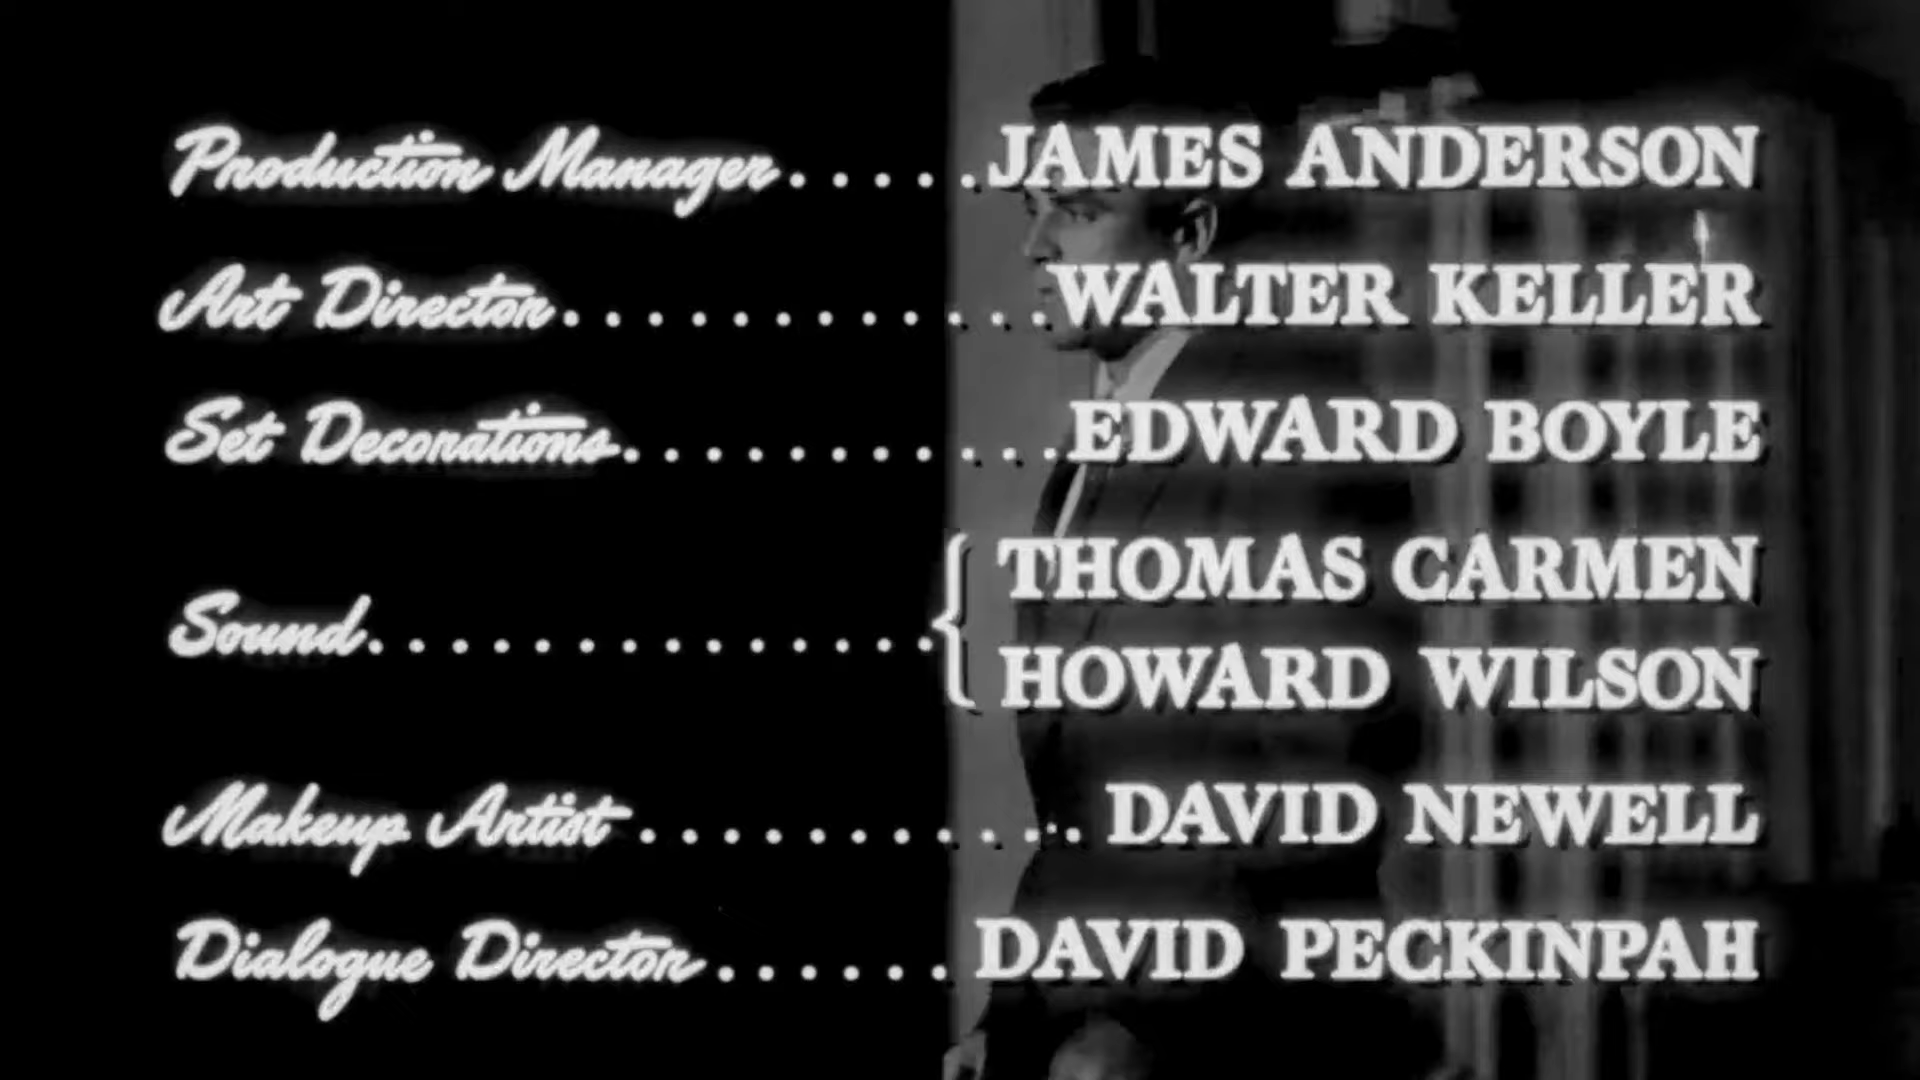 Production Manager.....JAMES ANDERSON
Art Director............WALTER KELLER
Set Decorations...........EDWARD BOYLE
Sound..............{THOMAS CARMEN
HOWARD WILSON
Makeup Artist...........DAVID NEWELL
Dialogue Director......DAVID PECKINPAH